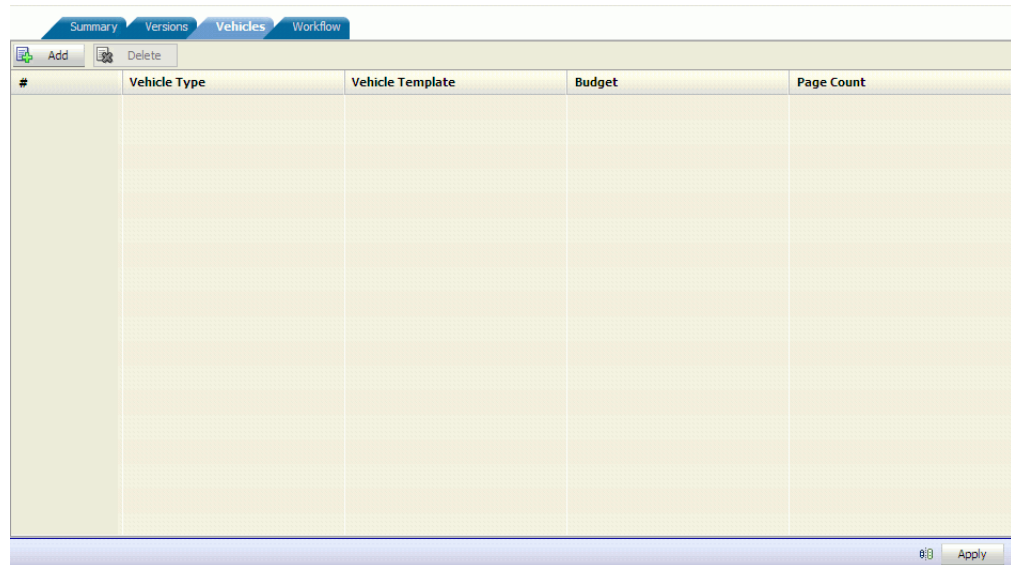 Summary Versions Vehicles Workflow
Add Delete
# Vehicle Type Vehicle Template Budget Page Count
Apply